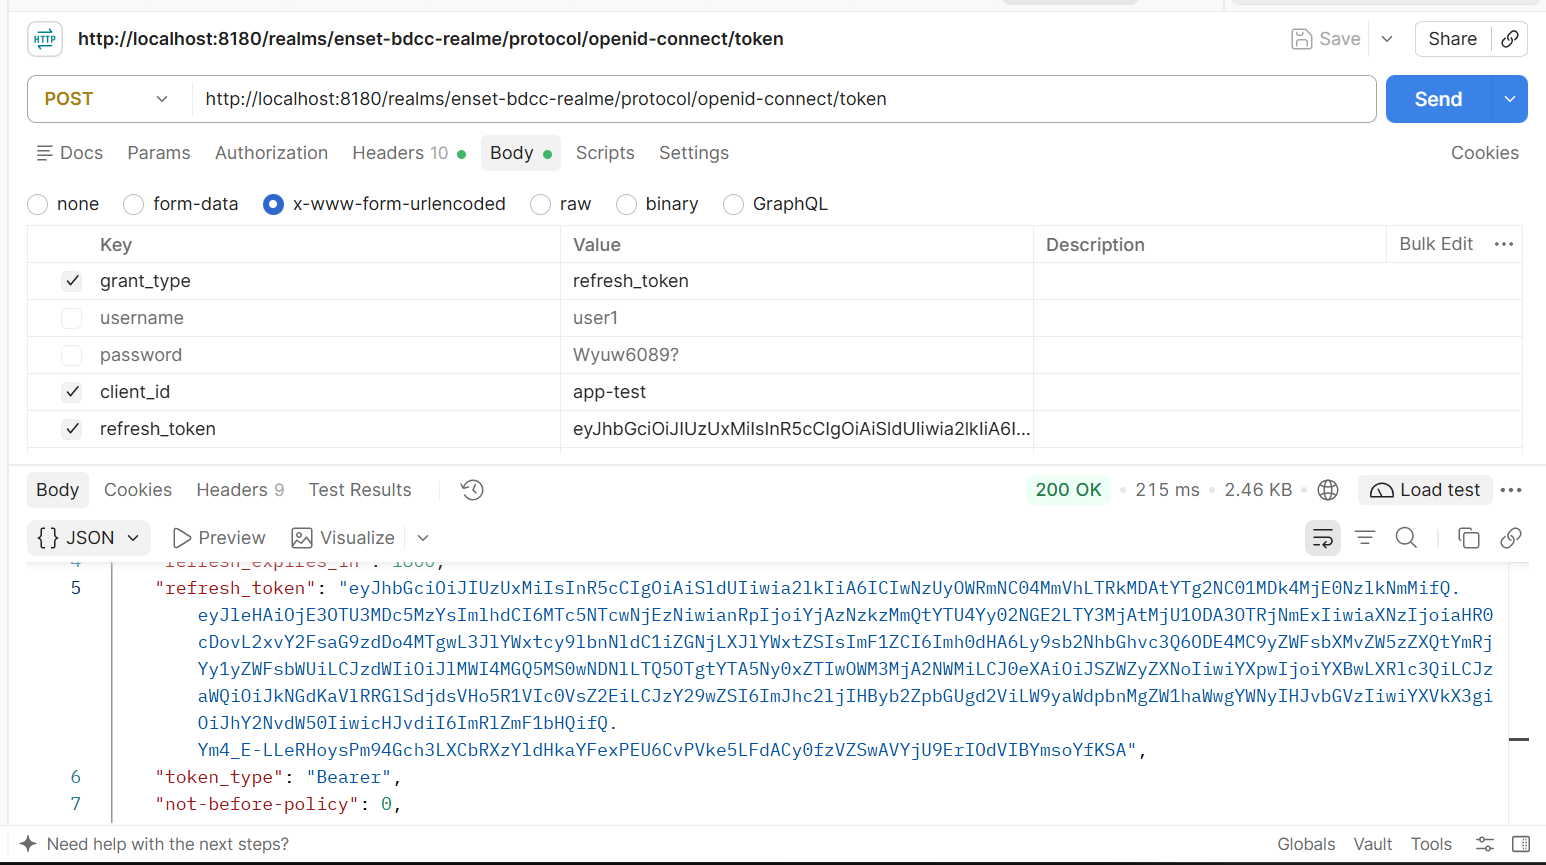 HTTP http://localhost:8180/realms/enset-bdcc-realme/protocol/openid-connect/token Save Share
POST http://localhost:8180/realms/enset-bdcc-realme/protocol/openid-connect/token Send
Docs Params Authorization Headers 10 Body Scripts Settings Cookies
none form-data x-www-form-urlencoded raw binary GraphQL
Key Value Description Bulk Edit
grant_type refresh_token
username user1
password Wyuw6089?
client_id app-test
refresh_token eyJhbGciOiJIUzUxMiIsInR5cCIgOiAiSldUIiwia2lkIiA6I...
Body Cookies Headers 9 Test Results 200 OK 215 ms 2.46 KB Load test
{} JSON Preview Visualize
4 "refresh_expires_in": 1800,
5 "refresh_token": "eyJhbGciOiJIUzUxMiIsInR5cCIgOiAiSldUIiwia2lkIiA6ICIwNzUyOWRmNC04MmVhLTRkMDAtYTg2NC01MDk4MjE0NzlkNmMifQ.
eyJleHAiOjE3OTU3MDc5MzYsImlhdCI6MTc5NTcwNjEzNiwianRpIjoiYjAzNzkzMmQtYTU4Yy02NGE2LTY3MjAtMjU1ODA3OTRjNmExIiwiaXNzIjoiaHR0
cDovL2xvY2FsaG9zdDo4MTgwL3JlYWxtcy9lbnNldC1iZGNjLXJlYWxtZSIsImF1ZCI6Imh0dHA6Ly9sb2NhbGhvc3Q6ODE4MC9yZWFsbXMvZW5zZXQtYmRj
Yy1yZWFsbWUiLCJzdWIiOiJlMWI4MGQ5MS0wNDNlLTQ5OTgtYTA5Ny0xZTIwOWM3MjA2NWMiLCJ0eXAiOiJSZWZyZXNoIiwiYXpwIjoiYXBwLXRlc3QiLCJz
aWQiOiJkNGdKaVlRRGlSdjdsVHo5R1VIc0VsZ2EiLCJzY29wZSI6ImJhc2ljIHByb2ZpbGUgd2ViLW9yaWdpbnMgZW1haWwgYWNyIHJvbGVzIiwiYXVkX3gi
OiJhY2NvdW50IiwicHJvdiI6ImRlZmF1bHQifQ.
Ym4_E-LLeRHoysPm94Gch3LXCbRXzYldHkaYFexPEU6CvPVke5LFdACy0fzVZSwAVYjU9ErIOdVIBYmsoYfKSA",
6 "token_type": "Bearer",
7 "not-before-policy": 0,
Need help with the next steps? Globals Vault Tools